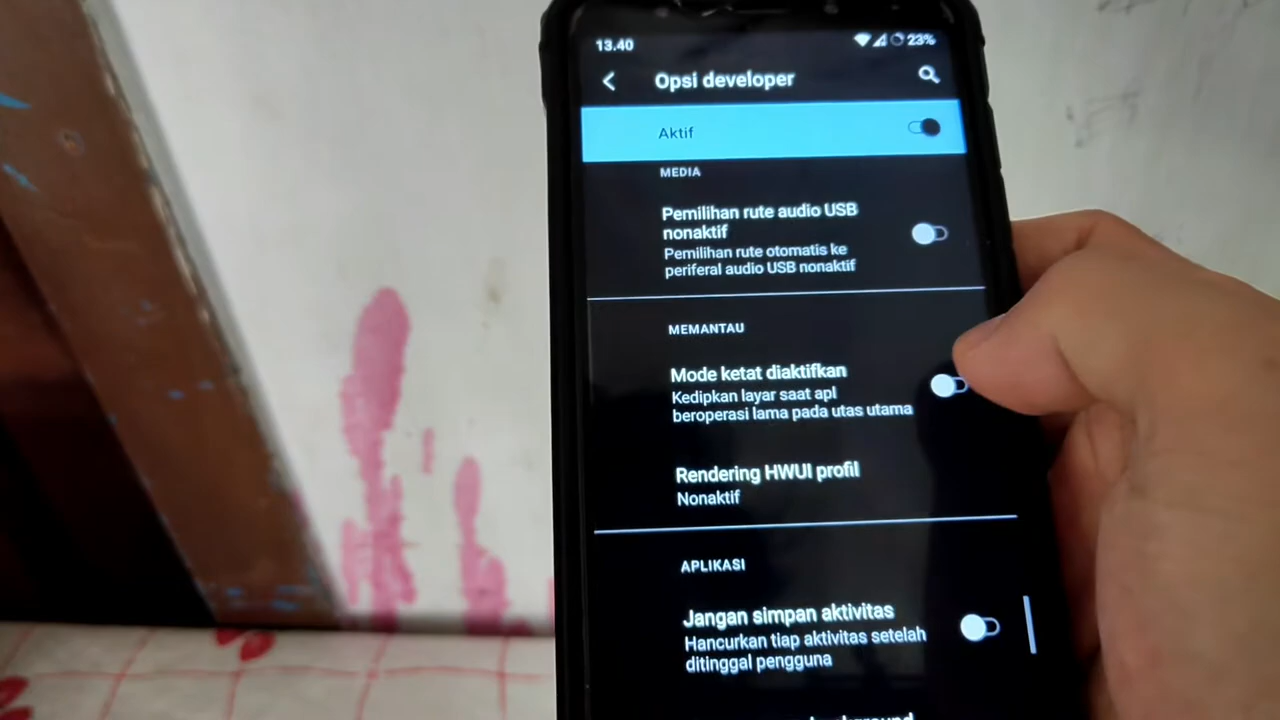 13.40
23%
Opsi developer
Aktif
MEDIA
Pemilihan rute audio USB
nonaktif
Pemilihan rute otomatis ke
periferal audio USB nonaktif
MEMANTAU
Mode ketat diaktifkan
Kedipkan layar saat apl
beroperasi lama pada utas utama
Rendering HWUI profil
Nonaktif
APLIKASI
Jangan simpan aktivitas
Hancurkan tiap aktivitas setelah
ditinggal pengguna